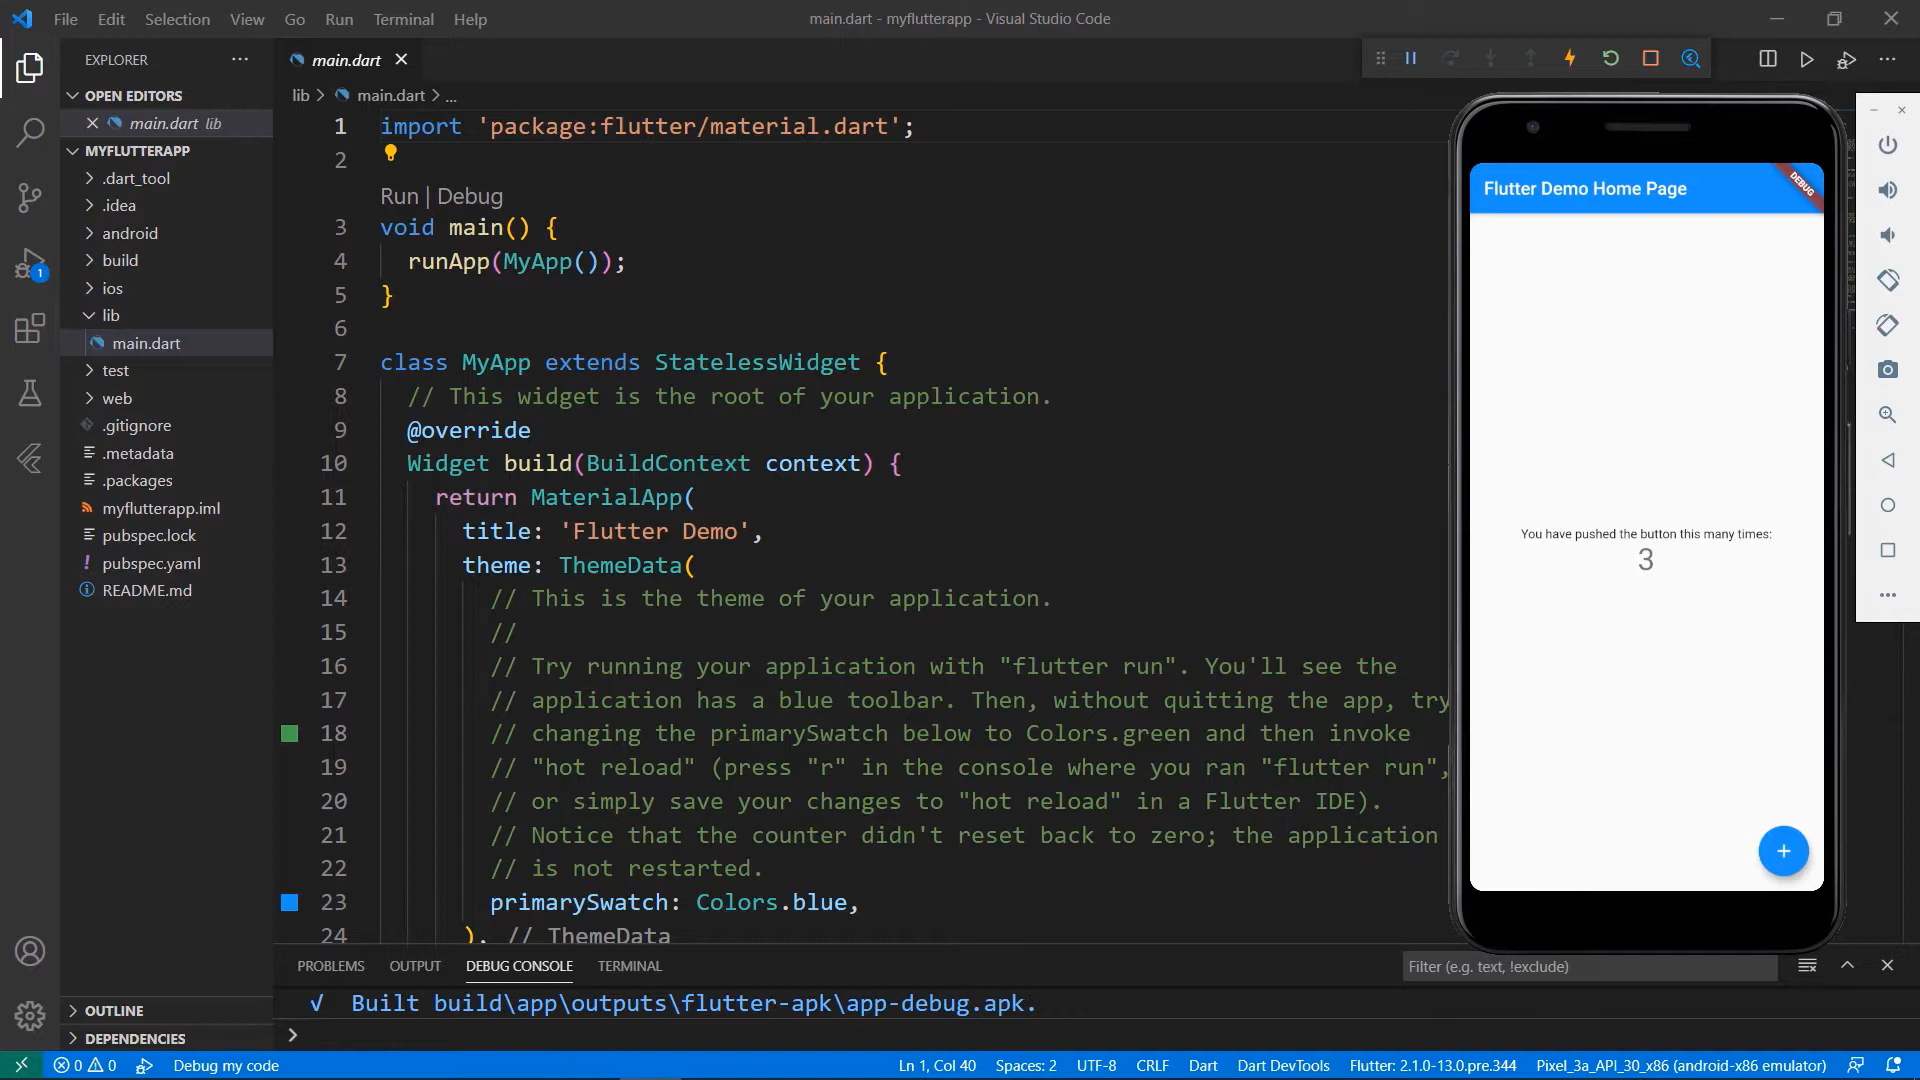 File Edit Selection View Go Run Terminal Help
main.dart - myflutterapp - Visual Studio Code
EXPLORER
OPEN EDITORS
main.dart lib
MYFLUTTERAPP
.dart_tool
.idea
android
build
ios
lib
main.dart
test
web
.gitignore
.metadata
.packages
myflutterapp.iml
pubspec.lock
pubspec.yaml
README.md
OUTLINE
DEPENDENCIES
1
main.dart
lib > main.dart > ...
1 import 'package:flutter/material.dart';
2
Run | Debug
3 void main() {
4 runApp(MyApp());
5 }
6
7 class MyApp extends StatelessWidget {
8 // This widget is the root of your application.
9 @override
10 Widget build(BuildContext context) {
11 return MaterialApp(
12 title: 'Flutter Demo',
13 theme: ThemeData(
14 // This is the theme of your application.
15 //
16 // Try running your application with "flutter run". You'll see the
17 // application has a blue toolbar. Then, without quitting the app, try
18 // changing the primarySwatch below to Colors.green and then invoke
19 // "hot reload" (press "r" in the console where you ran "flutter run",
20 // or simply save your changes to "hot reload" in a Flutter IDE).
21 // Notice that the counter didn't reset back to zero; the application
22 // is not restarted.
23 primarySwatch: Colors.blue,
24 ), // ThemeData
Flutter Demo Home Page
DEBUG
You have pushed the button this many times:
3
+
PROBLEMS OUTPUT DEBUG CONSOLE TERMINAL
Filter (e.g. text, !exclude)
√ Built build\app\outputs\flutter-apk\app-debug.apk.
>
0 0 Debug my code
Ln 1, Col 40 Spaces: 2 UTF-8 CRLF Dart Dart DevTools Flutter: 2.1.0-13.0.pre.344 Pixel_3a_API_30_x86 (android-x86 emulator)